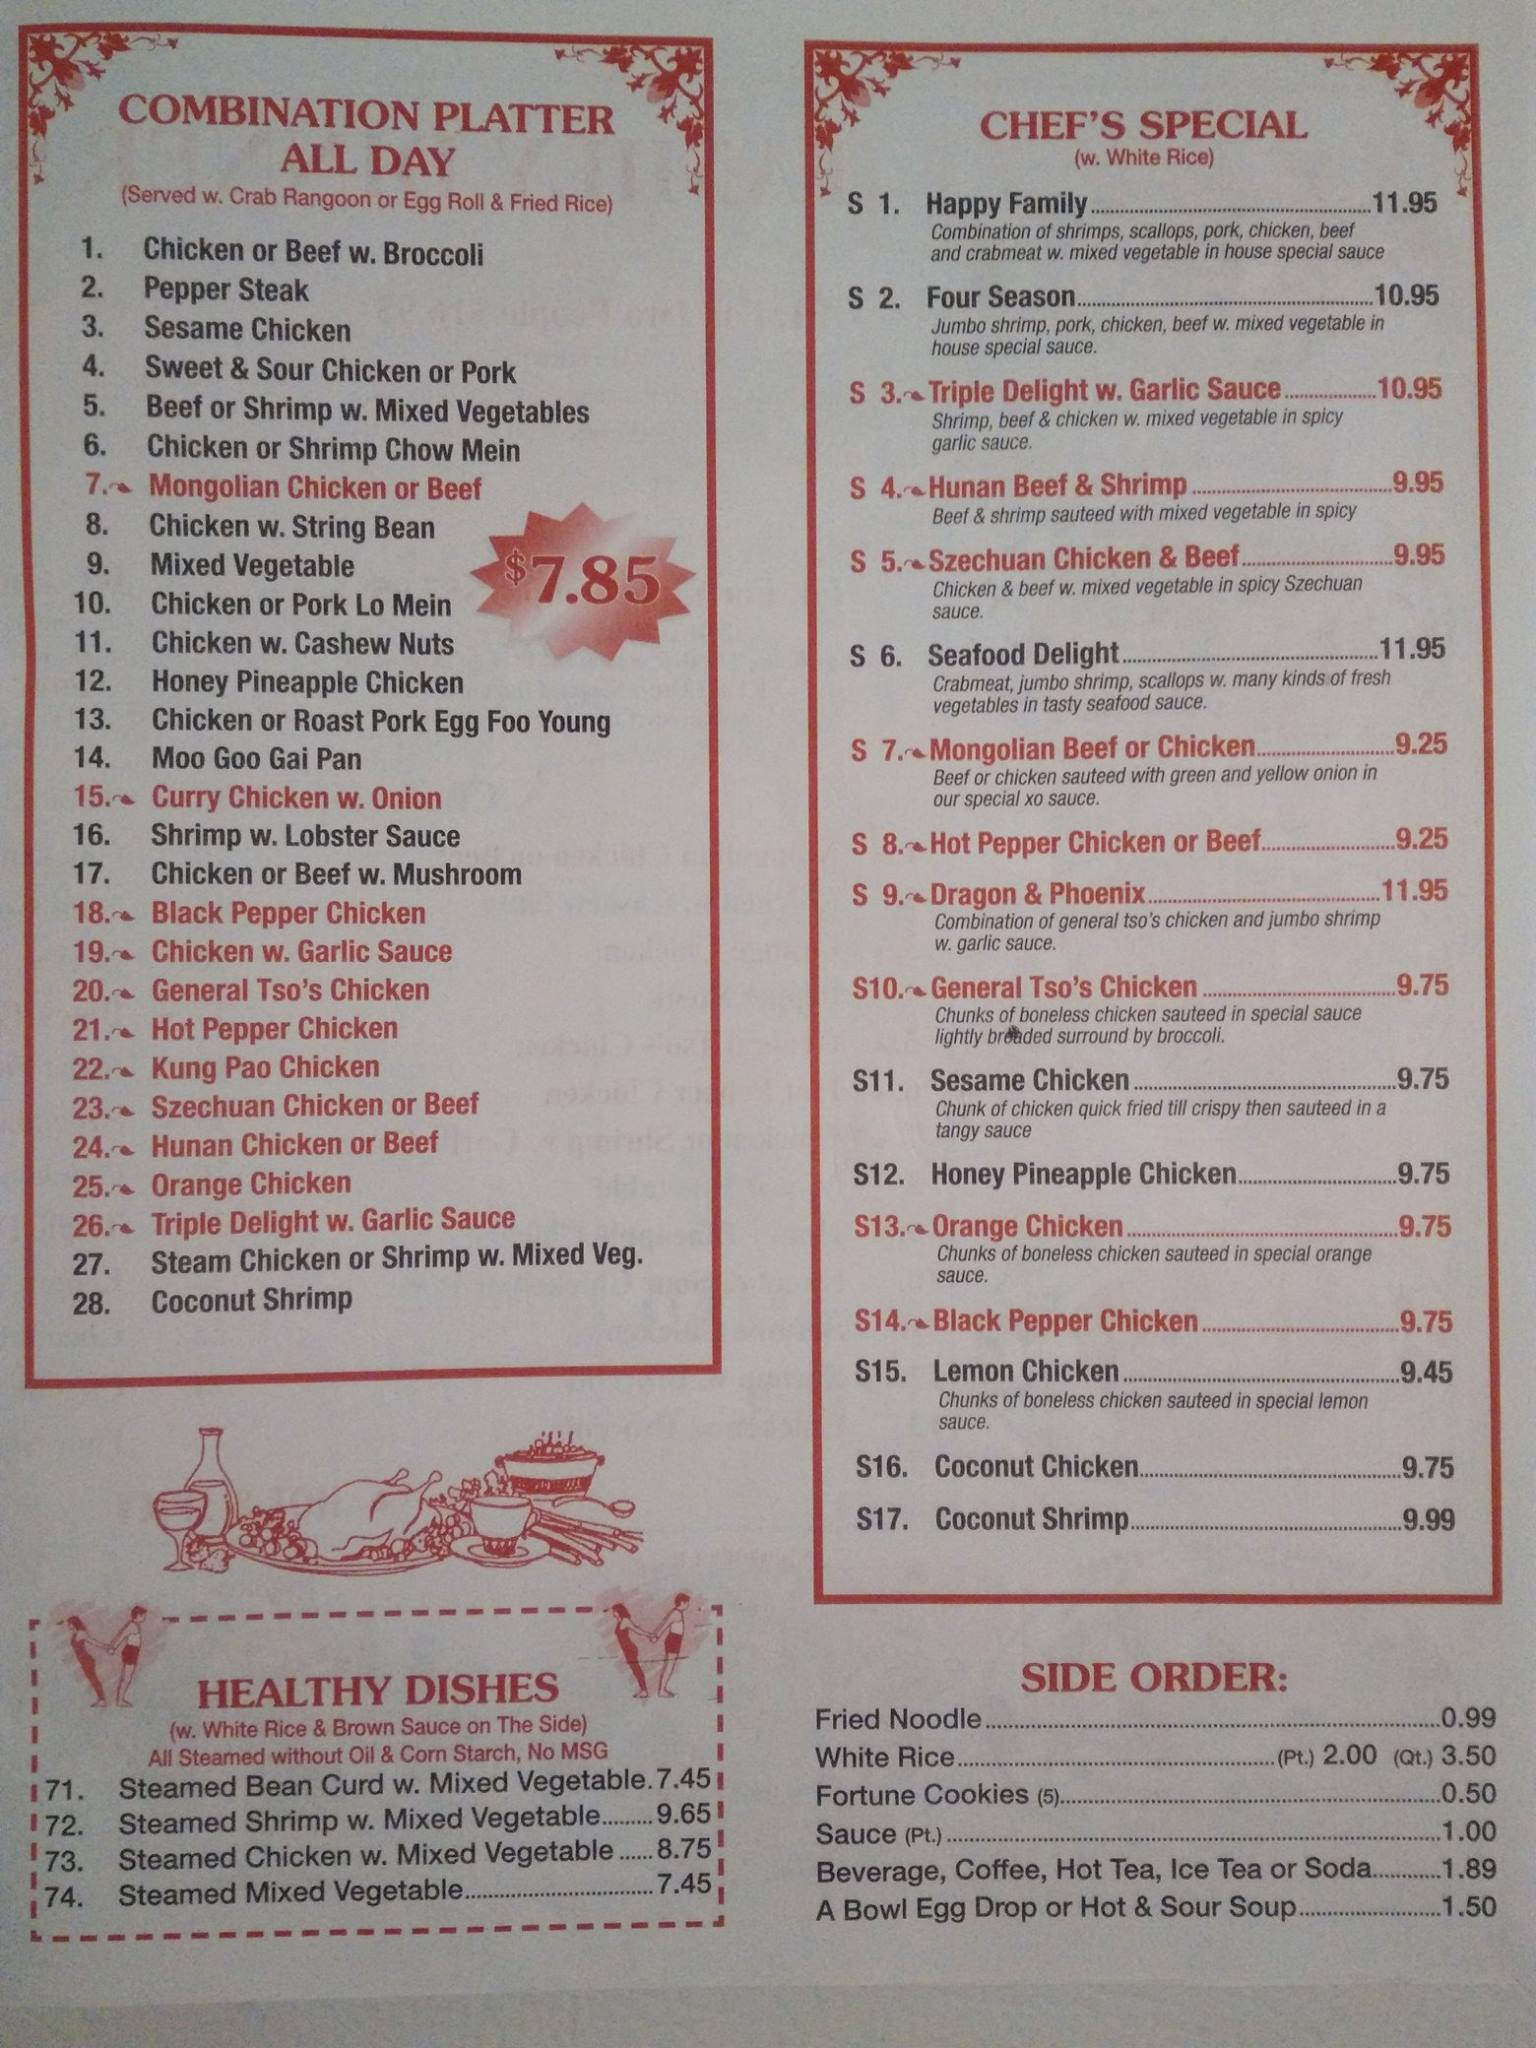 COMBINATION PLATTER
ALL DAY
(Served w. Crab Rangoon or Egg Roll & Fried Rice)
1. Chicken or Beef w. Broccoli
2. Pepper Steak
3. Sesame Chicken
4. Sweet & Sour Chicken or Pork
5. Beef or Shrimp w. Mixed Vegetables
6. Chicken or Shrimp Chow Mein
7. Mongolian Chicken or Beef
8. Chicken w. String Bean
9. Mixed Vegetable
10. Chicken or Pork Lo Mein
11. Chicken w. Cashew Nuts
12. Honey Pineapple Chicken
13. Chicken or Roast Pork Egg Foo Young
14. Moo Goo Gai Pan
15. Curry Chicken w. Onion
16. Shrimp w. Lobster Sauce
17. Chicken or Beef w. Mushroom
18. Black Pepper Chicken
19. Chicken w. Garlic Sauce
20. General Tso's Chicken
21. Hot Pepper Chicken
22. Kung Pao Chicken
23. Szechuan Chicken or Beef
24. Hunan Chicken or Beef
25. Orange Chicken
26. Triple Delight w. Garlic Sauce
27. Steam Chicken or Shrimp w. Mixed Veg.
28. Coconut Shrimp
$7.85
HEALTHY DISHES
(w. White Rice & Brown Sauce on The Side)
All Steamed without Oil & Corn Starch, No MSG
71. Steamed Bean Curd w. Mixed Vegetable. 7.45
72. Steamed Shrimp w. Mixed Vegetable......... 9.65
73. Steamed Chicken w. Mixed Vegetable ...... 8.75
74. Steamed Mixed Vegetable................................ 7.45
CHEF'S SPECIAL
(w. White Rice)
S 1. Happy Family................................11.95
Combination of shrimps, scallops, pork, chicken, beef
and crabmeat w. mixed vegetable in house special sauce
S 2. Four Season................................10.95
Jumbo shrimp, pork, chicken, beef w. mixed vegetable in
house special sauce.
S 3. Triple Delight w. Garlic Sauce................10.95
Shrimp, beef & chicken w. mixed vegetable in spicy
garlic sauce.
S 4. Hunan Beef & Shrimp ................................9.95
Beef & shrimp sauteed with mixed vegetable in spicy
S 5. Szechuan Chicken & Beef................................9.95
Chicken & beef w. mixed vegetable in spicy Szechuan
sauce.
S 6. Seafood Delight................................11.95
Crabmeat, jumbo shrimp, scallops w. many kinds of fresh
vegetables in tasty seafood sauce.
S 7. Mongolian Beef or Chicken........................9.25
Beef or chicken sauteed with green and yellow onion in
our special xo sauce.
S 8. Hot Pepper Chicken or Beef........................9.25
S 9. Dragon & Phoenix................................11.95
Combination of general tso's chicken and jumbo shrimp
w. garlic sauce.
S10. General Tso's Chicken ................................9.75
Chunks of boneless chicken sauteed in special sauce
lightly breaded surround by broccoli.
S11. Sesame Chicken ................................9.75
Chunk of chicken quick fried till crispy then sauteed in a
tangy sauce
S12. Honey Pineapple Chicken............................9.75
S13. Orange Chicken ................................9.75
Chunks of boneless chicken sauteed in special orange
sauce.
S14. Black Pepper Chicken................................9.75
S15. Lemon Chicken ................................9.45
Chunks of boneless chicken sauteed in special lemon
sauce.
S16. Coconut Chicken................................9.75
S17. Coconut Shrimp................................9.99
SIDE ORDER:
Fried Noodle................................0.99
White Rice................................(Pt.) 2.00 (Qt.) 3.50
Fortune Cookies (5)................................0.50
Sauce (Pt.)................................1.00
Beverage, Coffee, Hot Tea, Ice Tea or Soda............1.89
A Bowl Egg Drop or Hot & Sour Soup........................1.50